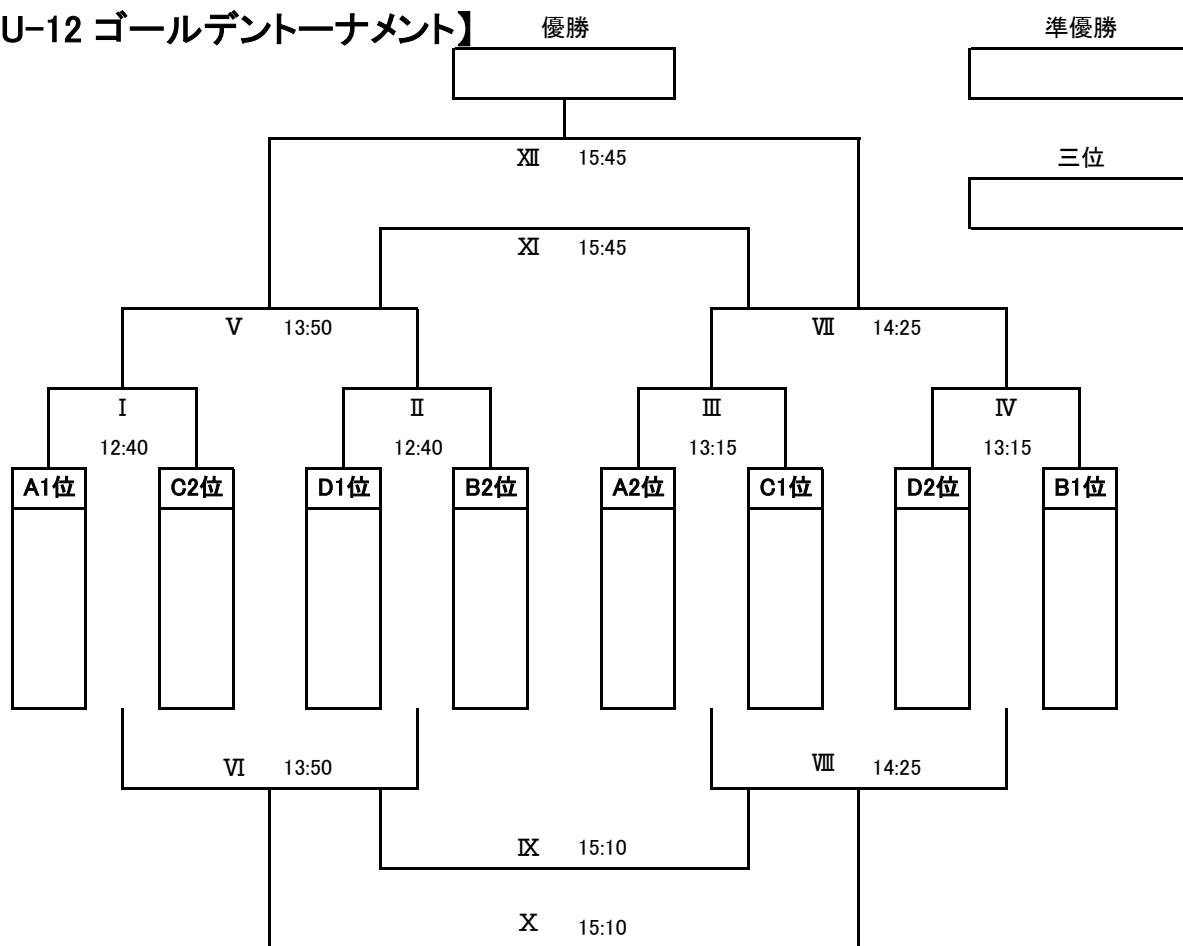 U-12 ゴールデントーナメント】
優勝
準優勝
Ⅻ 15:45
三位
Ⅺ 15:45
Ⅴ 13:50
Ⅶ 14:25
Ⅰ
Ⅱ
Ⅲ
Ⅳ
12:40
12:40
13:15
13:15
A1位
C2位
D1位
B2位
A2位
C1位
D2位
B1位
Ⅵ 13:50
Ⅷ 14:25
Ⅸ 15:10
Ⅹ 15:10